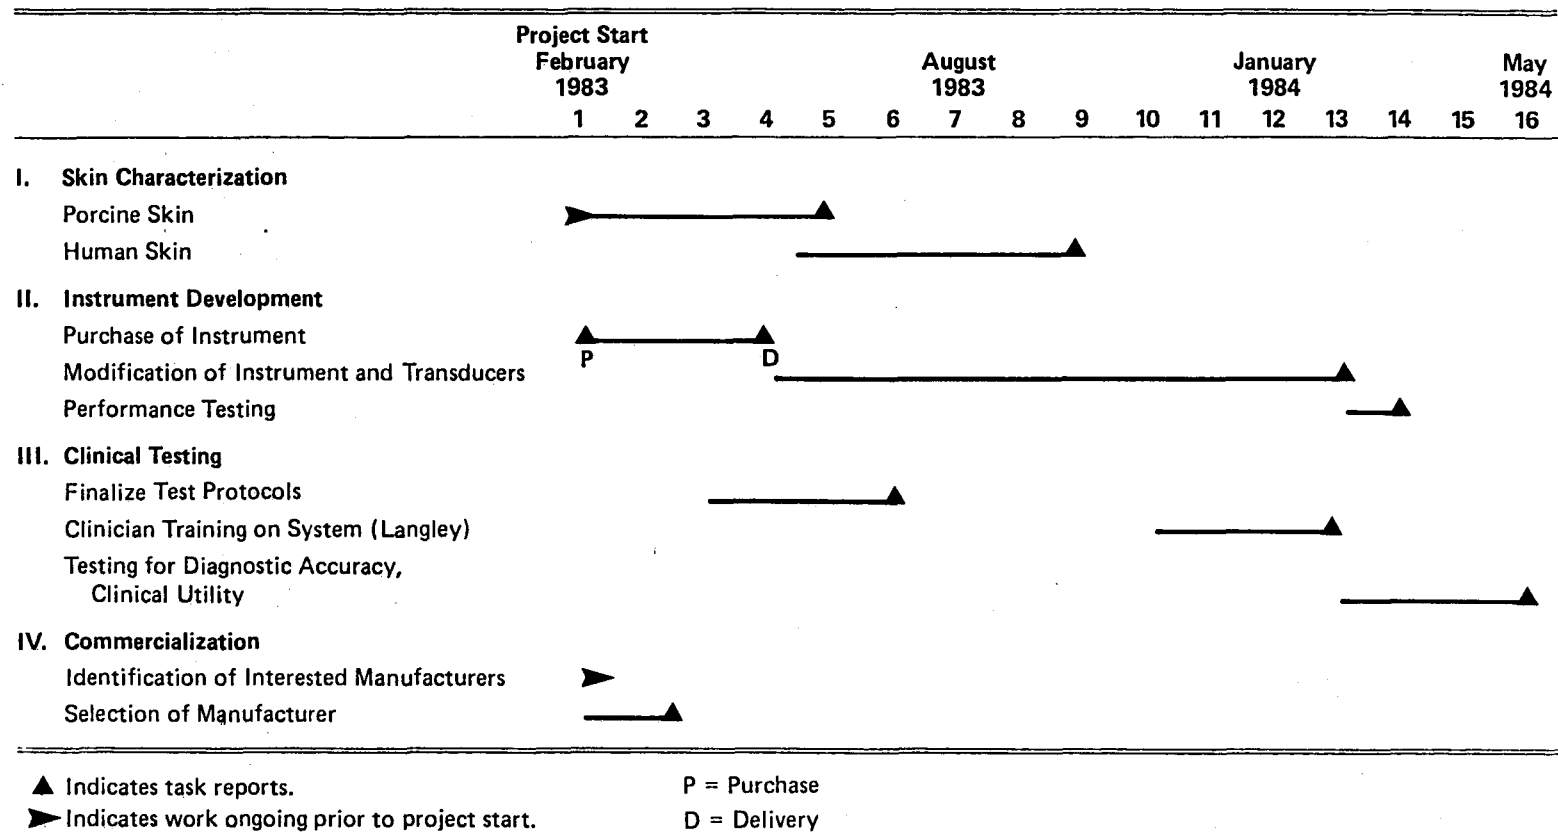 Project Start
February August January May
1983 1983 1984 1984
1 2 3 4 5 6 7 8 9 10 11 12 13 14 15 16
I. Skin Characterization
Porcine Skin
Human Skin
II. Instrument Development
Purchase of Instrument
P D
Modification of Instrument and Transducers
Performance Testing
III. Clinical Testing
Finalize Test Protocols
Clinician Training on System (Langley)
Testing for Diagnostic Accuracy,
Clinical Utility
IV. Commercialization
Identification of Interested Manufacturers
Selection of Manufacturer
Indicates task reports. P = Purchase
Indicates work ongoing prior to project start. D = Delivery